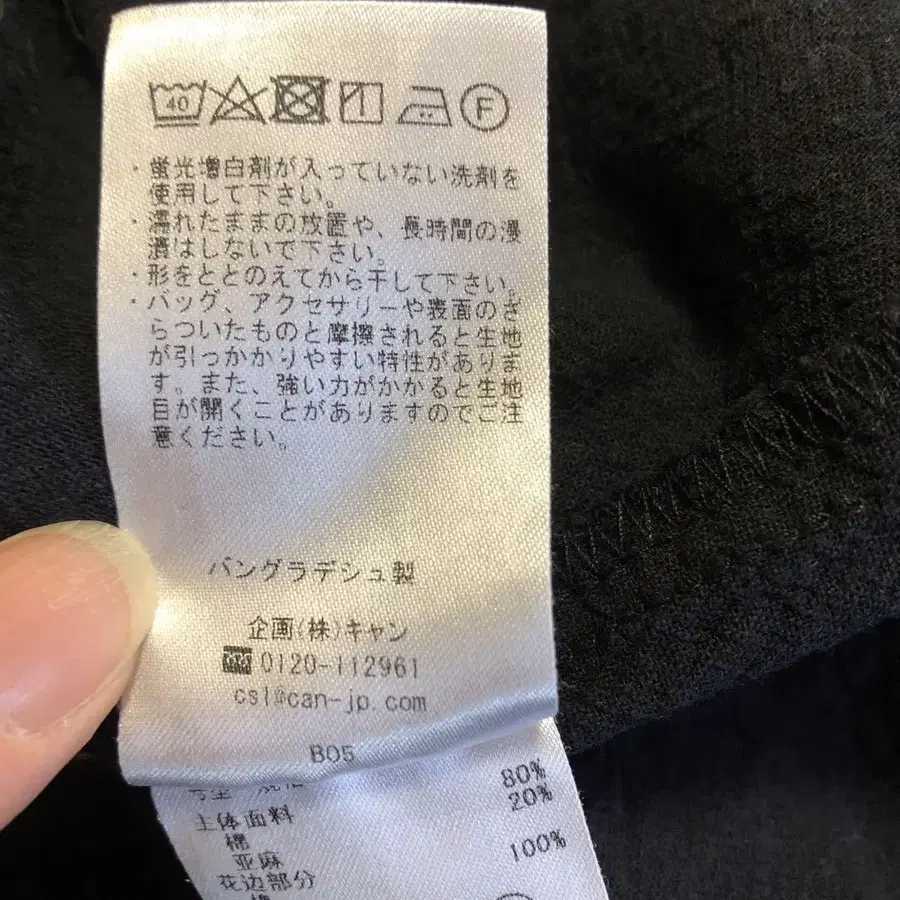 40 F
・蛍光増白剤が入っていない洗剤を
使用して下さい。
・濡れたままの放置や、長時間の浸
漬はしないで下さい。
・形をととのえてから干して下さい。
・バッグ、アクセサリーや表面のざ
らついたものと摩擦されると生地
が引っかかりやすい特性がありま
す。また、強い力がかかると生地
目が開くことがありますのでご注
意ください。
バングラデシュ製
企画(株)キャン
0120-112961
csl@can-jp.com
B05
80%
主体面料 20%
棉
亚麻 100%
花边部分